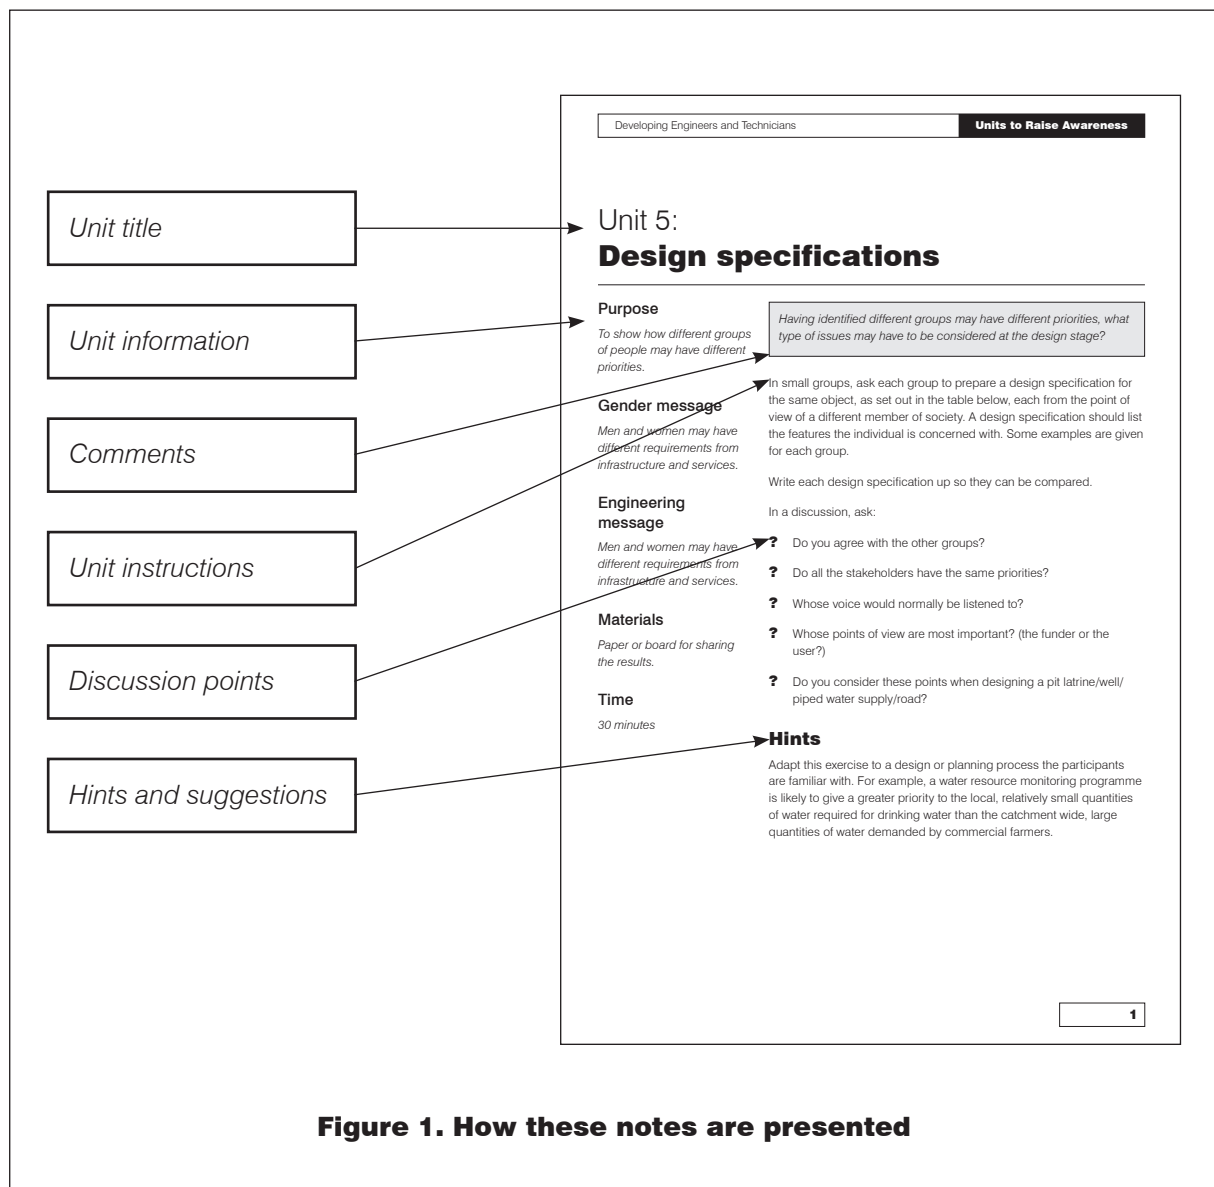 Unit title
Unit information
Comments
Unit instructions
Discussion points
Hints and suggestions
Developing Engineers and Technicians
Units to Raise Awareness
Unit 5:
Design specifications
Purpose
To show how different groups
of people may have different
priorities.
Gender message
Men and women may have
different requirements from
infrastructure and services.
Engineering
message
Men and women may have
different requirements from
infrastructure and services.
Materials
Paper or board for sharing
the results.
Time
30 minutes
Having identified different groups may have different priorities, what
type of issues may have to be considered at the design stage?
In small groups, ask each group to prepare a design specification for
the same object, as set out in the table below, each from the point of
view of a different member of society. A design specification should list
the features the individual is concerned with. Some examples are given
for each group.
Write each design specification up so they can be compared.
In a discussion, ask:
? Do you agree with the other groups?
? Do all the stakeholders have the same priorities?
? Whose voice would normally be listened to?
? Whose points of view are most important? (the funder or the
user?)
? Do you consider these points when designing a pit latrine/well/
piped water supply/road?
Hints
Adapt this exercise to a design or planning process the participants
are familiar with. For example, a water resource monitoring programme
is likely to give a greater priority to the local, relatively small quantities
of water required for drinking water than the catchment wide, large
quantities of water demanded by commercial farmers.
1
Figure 1. How these notes are presented